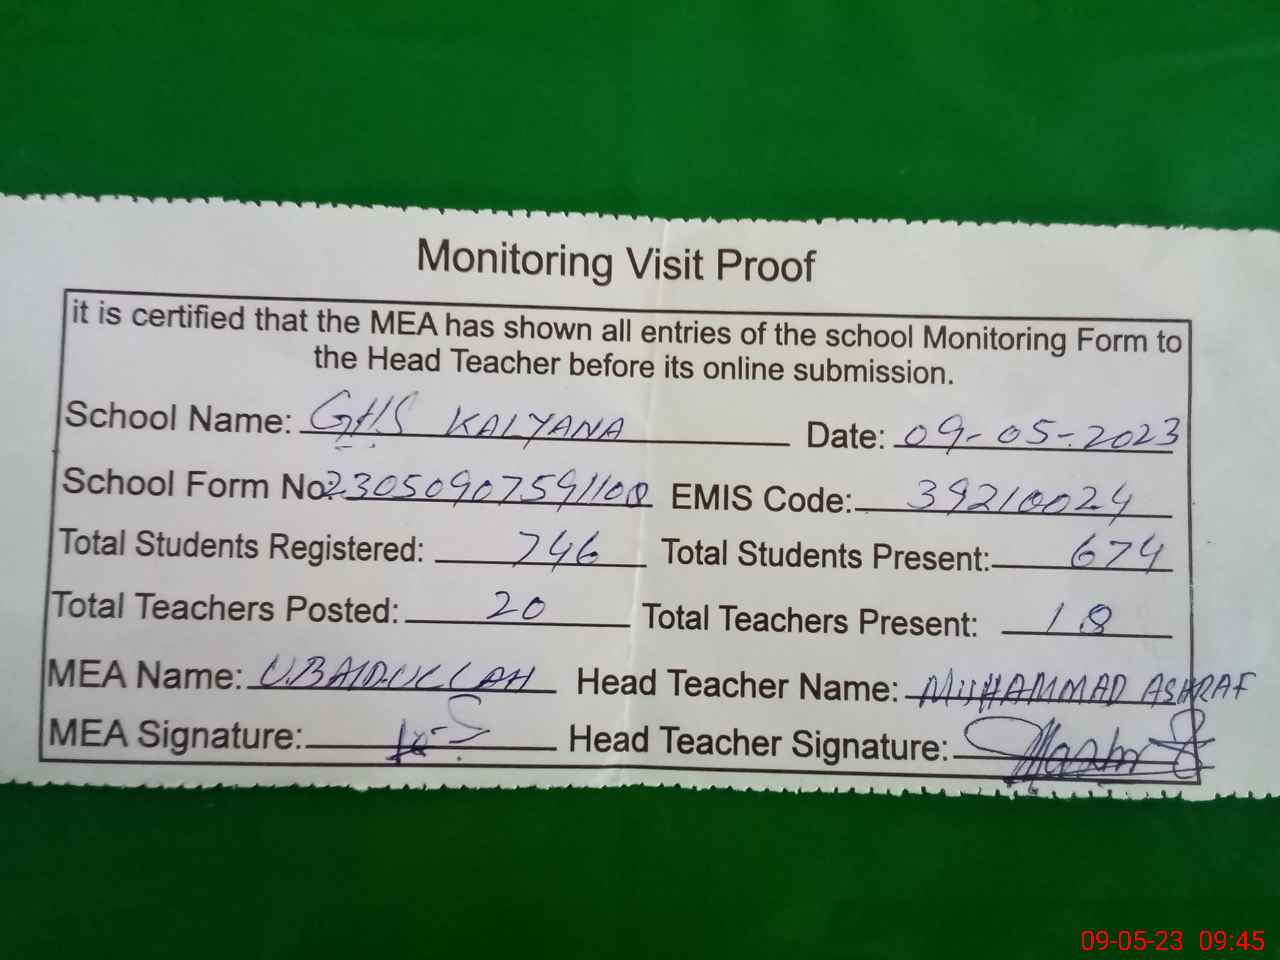 Monitoring Visit Proof
it is certified that the MEA has shown all entries of the school Monitoring Form to
the Head Teacher before its online submission.
School Name: GHS KALYANA Date: 09-05-2023
School Form No EMIS Code: 39210024
Total Students Registered: 746 Total Students Present: 674
Total Teachers Posted: 20 Total Teachers Present: 18
MEA Name: UBAIDULLAH Head Teacher Name: MUHAMMAD ASHRAF
MEA Signature: Head Teacher Signature:
09-05-23 09:45